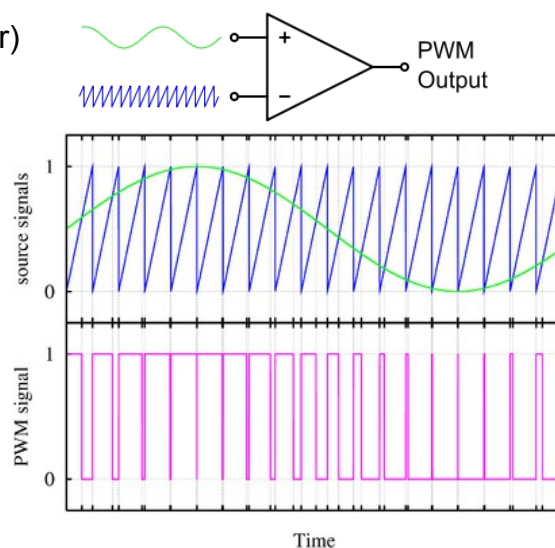 r)
+
PWM
Output
−
1
source signals
0
1
PWM signal
0
Time